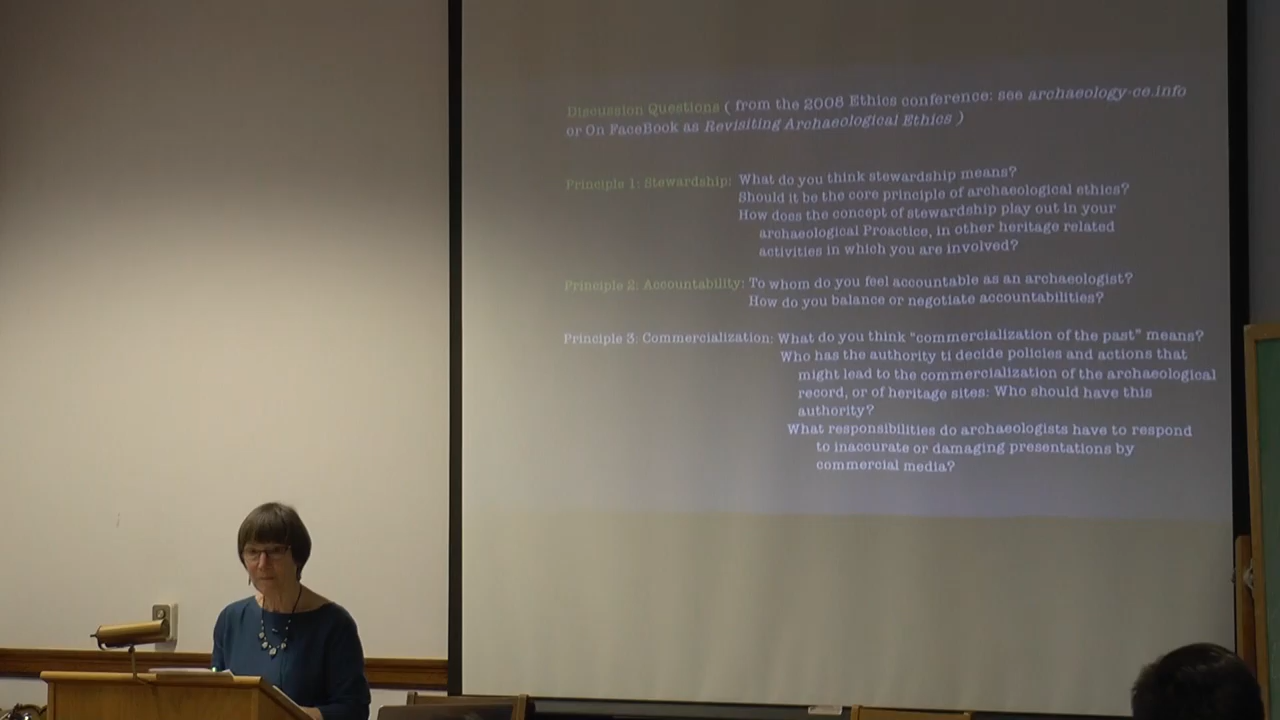 Discussion Questions ( from the 2008 Ethics conference: see archaeology-ce.info
or On FaceBook as Revisiting Archaeological Ethics )
Principle 1: Stewardship: What do you think stewardship means?
Should it be the core principle of archaeological ethics?
How does the concept of stewardship play out in your
archaeological Proactice, in other heritage related
activities in which you are involved?
Principle 2: Accountability: To whom do you feel accountable as an archaeologist?
How do you balance or negotiate accountabilities?
Principle 3. Commercialization: What do you think "commercialization of the past" means?
Who has the authority ti decide policies and actions that
might lead to the commercialization of the archaeological
record, or of heritage sites: Who should have this
authority?
What responsibilities do archaeologists have to respond
to inaccurate or damaging presentations by
commercial media?